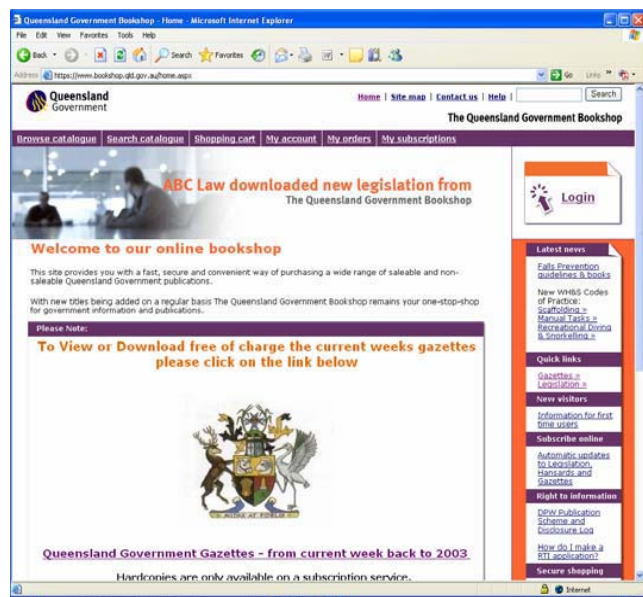 Queensland Government Bookshop - Home - Microsoft Internet Explorer
File Edit View Favorites Tools Help
Back Search Favorites
Address https://www.bookshop.qld.gov.au/home.aspx Go Links »
Queensland
Government
Home | Site map | Contact us | Help | Search
The Queensland Government Bookshop
Browse catalogue Search catalogue Shopping cart My account My orders My subscriptions
ABC Law downloaded new legislation from
The Queensland Government Bookshop
Login
Welcome to our online bookshop
This site provides you with a fast, secure and convenient way of purchasing a wide range of saleable and non-
saleable Queensland Government publications.
With new titles being added on a regular basis The Queensland Government Bookshop remains your one-stop-shop
for government information and publications.
Please Note:
To View or Download free of charge the current weeks gazettes
please click on the link below
AUDAX AT FIDELIS
Queensland Government Gazettes - from current week back to 2003
Hardcopies are only available on a subscription service.
Latest news
Falls Prevention
guidelines & books
New WH&S Codes
of Practice:
Scaffolding »
Manual Tasks »
Recreational Diving
& Snorkelling »
Quick links
Gazettes »
Legislation »
New visitors
Information for first
time users
Subscribe online
Automatic updates
to Legislation,
Hansards and
Gazettes
Right to information
DPW Publication
Scheme and
Disclosure Log
How do I make a
RTI application?
Secure shopping
Internet